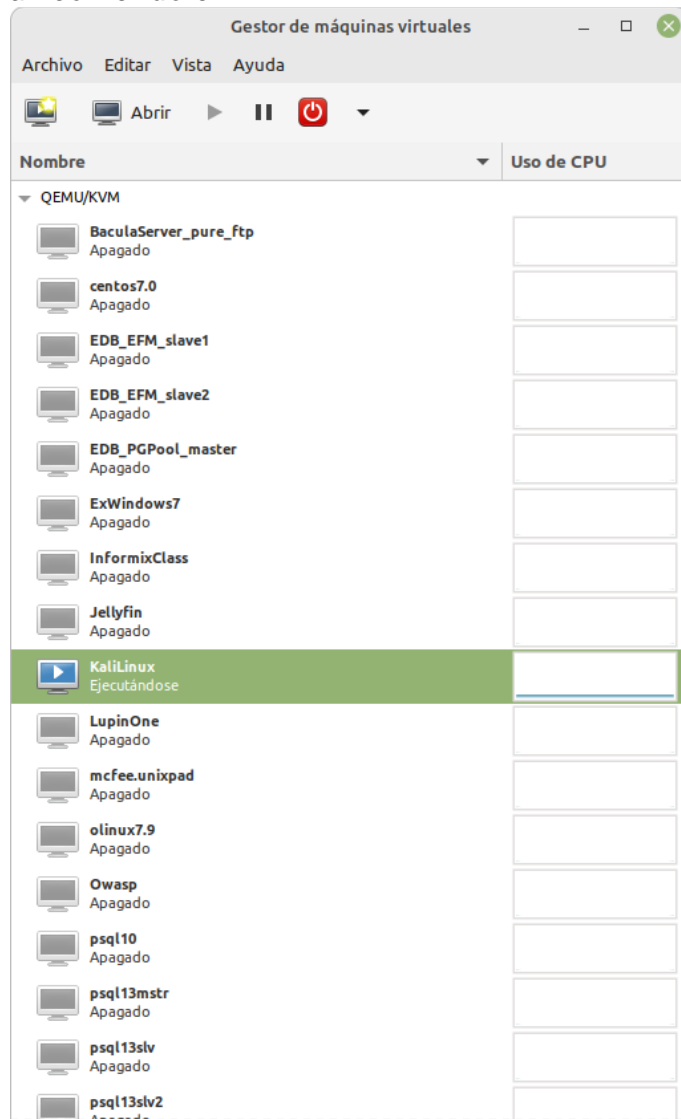 Gestor de máquinas virtuales
Archivo Editar Vista Ayuda
Abrir
Nombre Uso de CPU
QEMU/KVM
BaculaServer_pure_ftp
Apagado
centos7.0
Apagado
EDB_EFM_slave1
Apagado
EDB_EFM_slave2
Apagado
EDB_PGPool_master
Apagado
ExWindows7
Apagado
InformixClass
Apagado
Jellyfin
Apagado
KaliLinux
Ejecutándose
LupinOne
Apagado
mcfee.unixpad
Apagado
olinux7.9
Apagado
Owasp
Apagado
psql10
Apagado
psql13mstr
Apagado
psql13slv
Apagado
psql13slv2